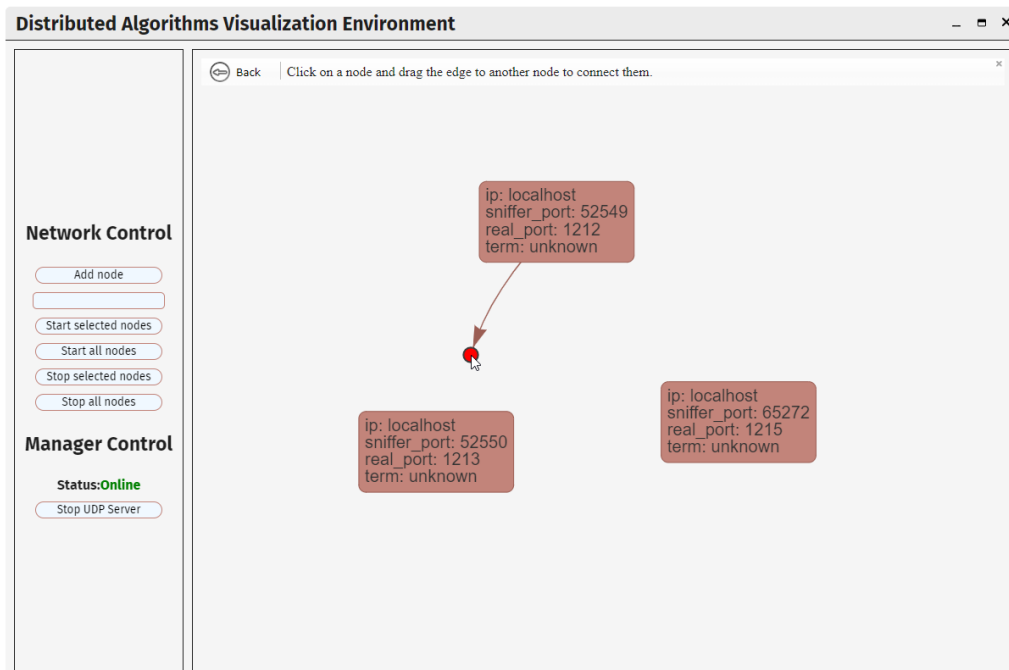 Distributed Algorithms Visualization Environment
Back
Click on a node and drag the edge to another node to connect them.
Network Control
Add node
Start selected nodes
Start all nodes
Stop selected nodes
Stop all nodes
Manager Control
Status:Online
Stop UDP Server
ip: localhost
sniffer_port: 52549
real_port: 1212
term: unknown
ip: localhost
sniffer_port: 52550
real_port: 1213
term: unknown
ip: localhost
sniffer_port: 65272
real_port: 1215
term: unknown